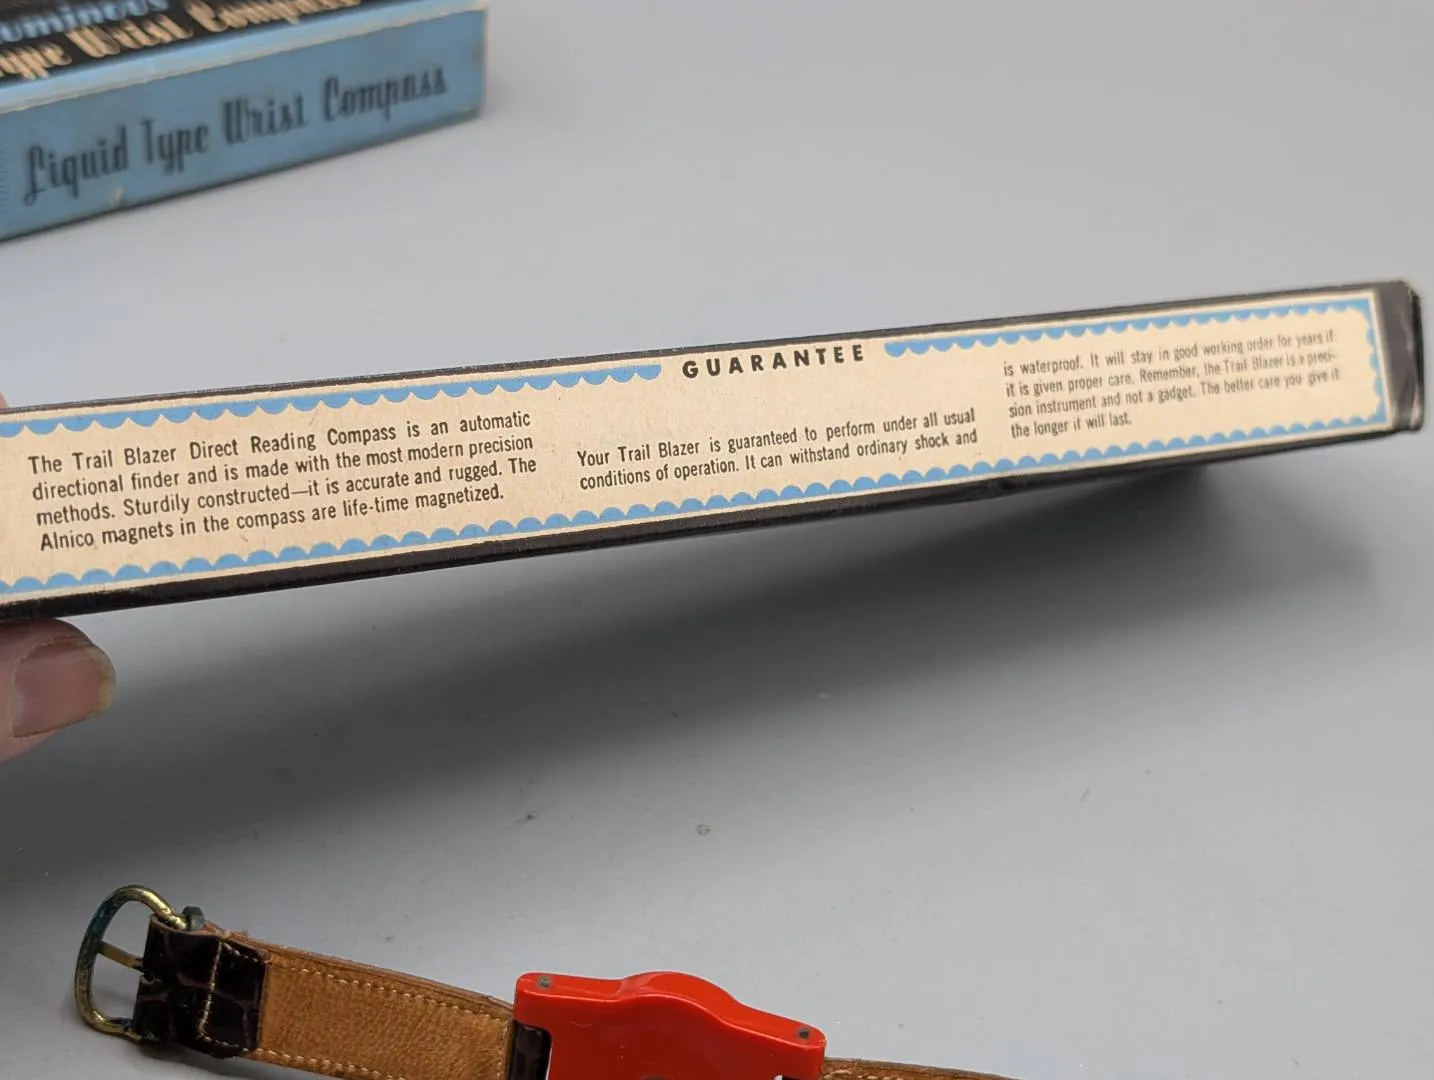 uminous
Type Wrist Compass
Liquid Type Wrist Compass
GUARANTEE
The Trail Blazer Direct Reading Compass is an automatic
directional finder and is made with the most modern precision
methods. Sturdily constructed—it is accurate and rugged. The
Alnico magnets in the compass are life-time magnetized.
Your Trail Blazer is guaranteed to perform under all usual
conditions of operation. It can withstand ordinary shock and
is waterproof. It will stay in good working order for years if
it is given proper care. Remember, the Trail Blazer is a preci-
sion instrument and not a gadget. The better care you give it
the longer it will last.